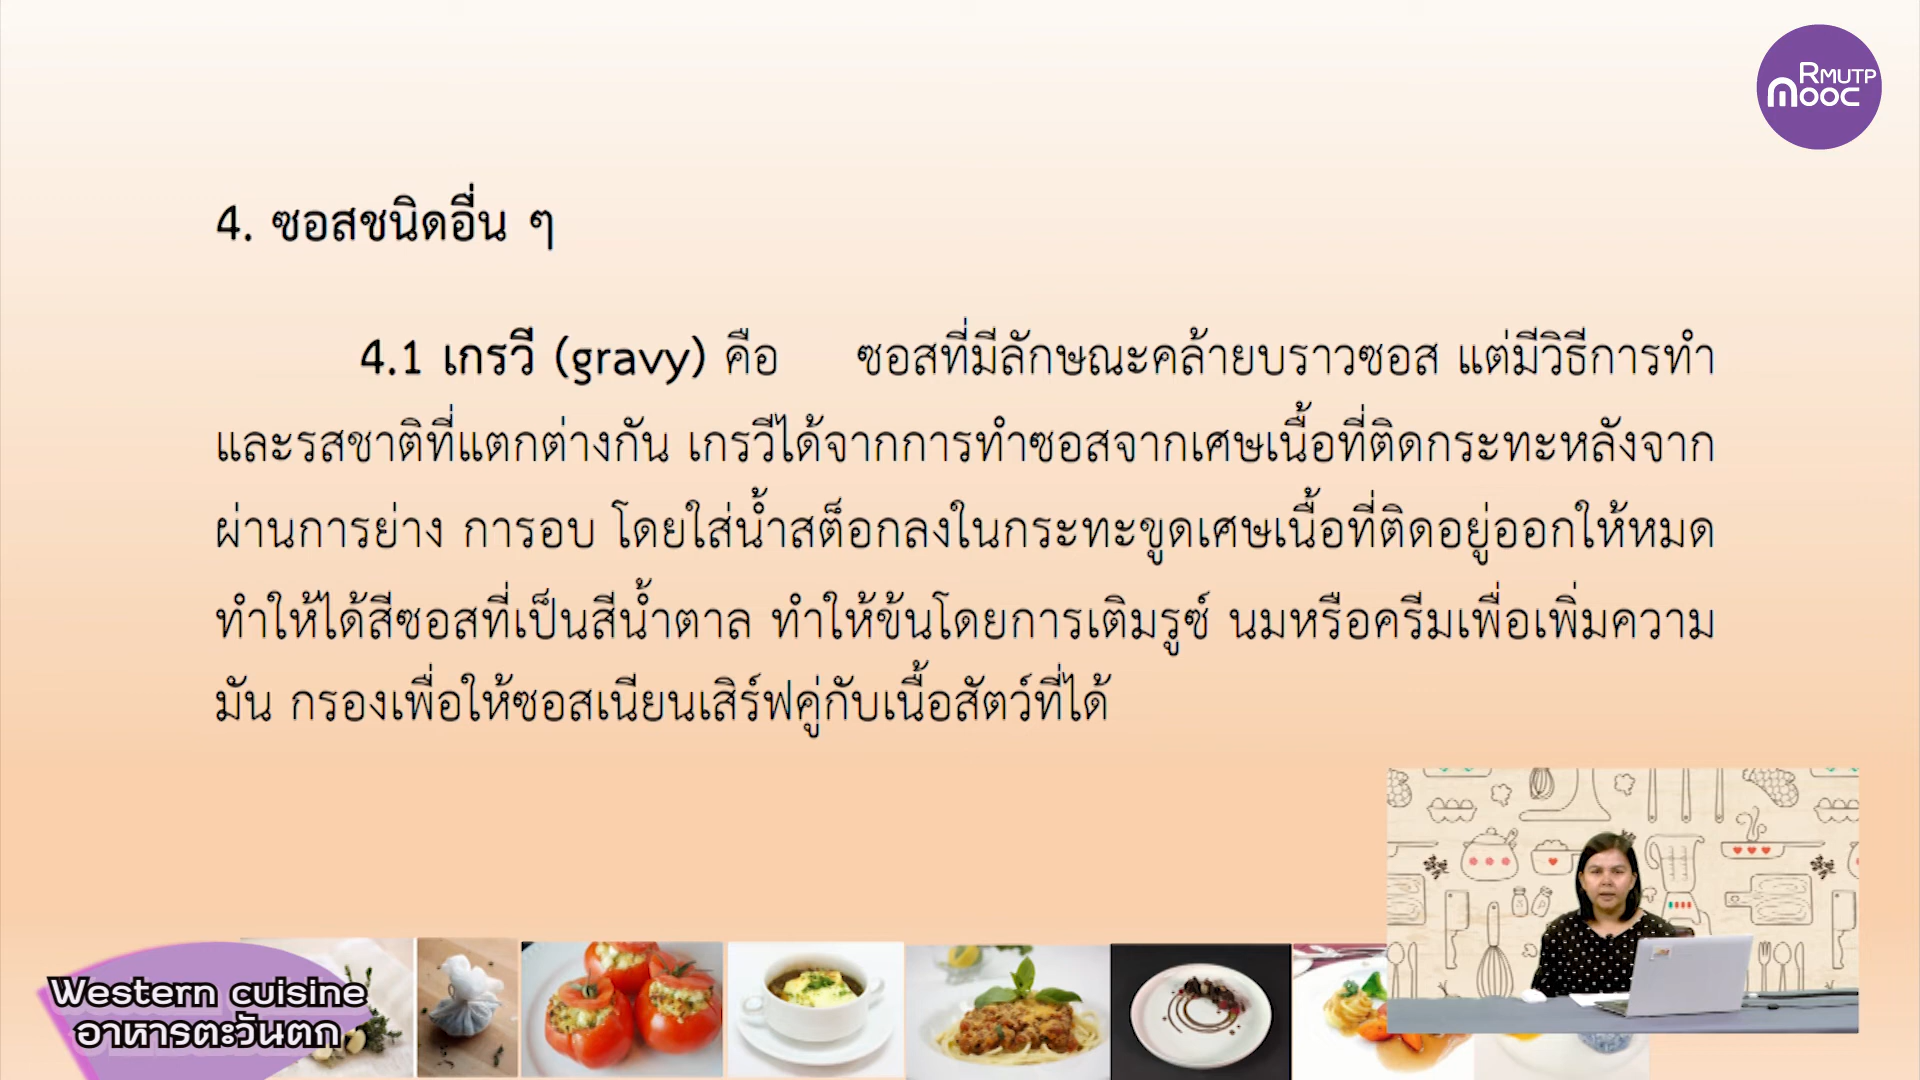 RMUTP
mooc
4. ซอสชนิดอื่น ๆ
4.1 เกรวี (gravy) คือ ซอสที่มีลักษณะคล้ายบราวซอส แต่มีวิธีการทำ
และรสชาติที่แตกต่างกัน เกรวีได้จากการทำซอสจากเศษเนื้อที่ติดกระทะหลังจาก
ผ่านการย่าง การอบ โดยใส่น้ำสต็อกลงในกระทะขูดเศษเนื้อที่ติดอยู่ออกให้หมด
ทำให้ได้สีซอสที่เป็นสีน้ำตาล ทำให้ข้นโดยการเติมรูซ์ นมหรือครีมเพื่อเพิ่มความ
มัน กรองเพื่อให้ซอสเนียนเสิร์ฟคู่กับเนื้อสัตว์ที่ได้
Western cuisine
อาหารตะวันตก